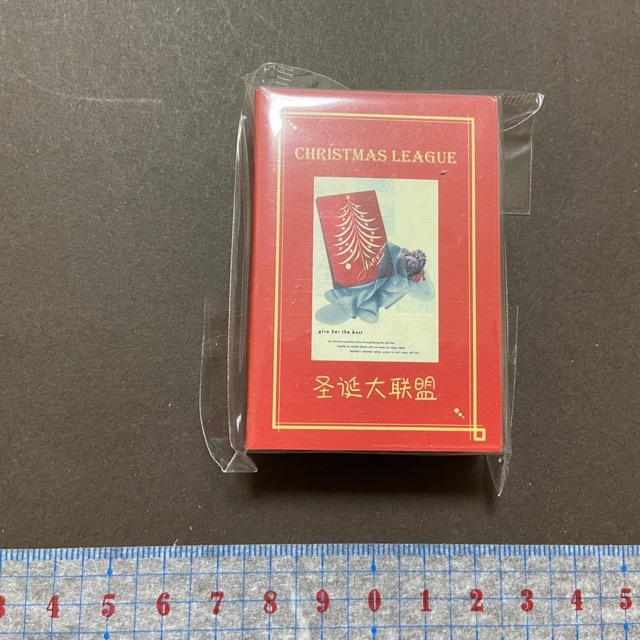 CHRISTMAS LEAGUE
give her the best
圣诞大联盟
3 4 5 6 7 8 9 0 1 2 3 4 5